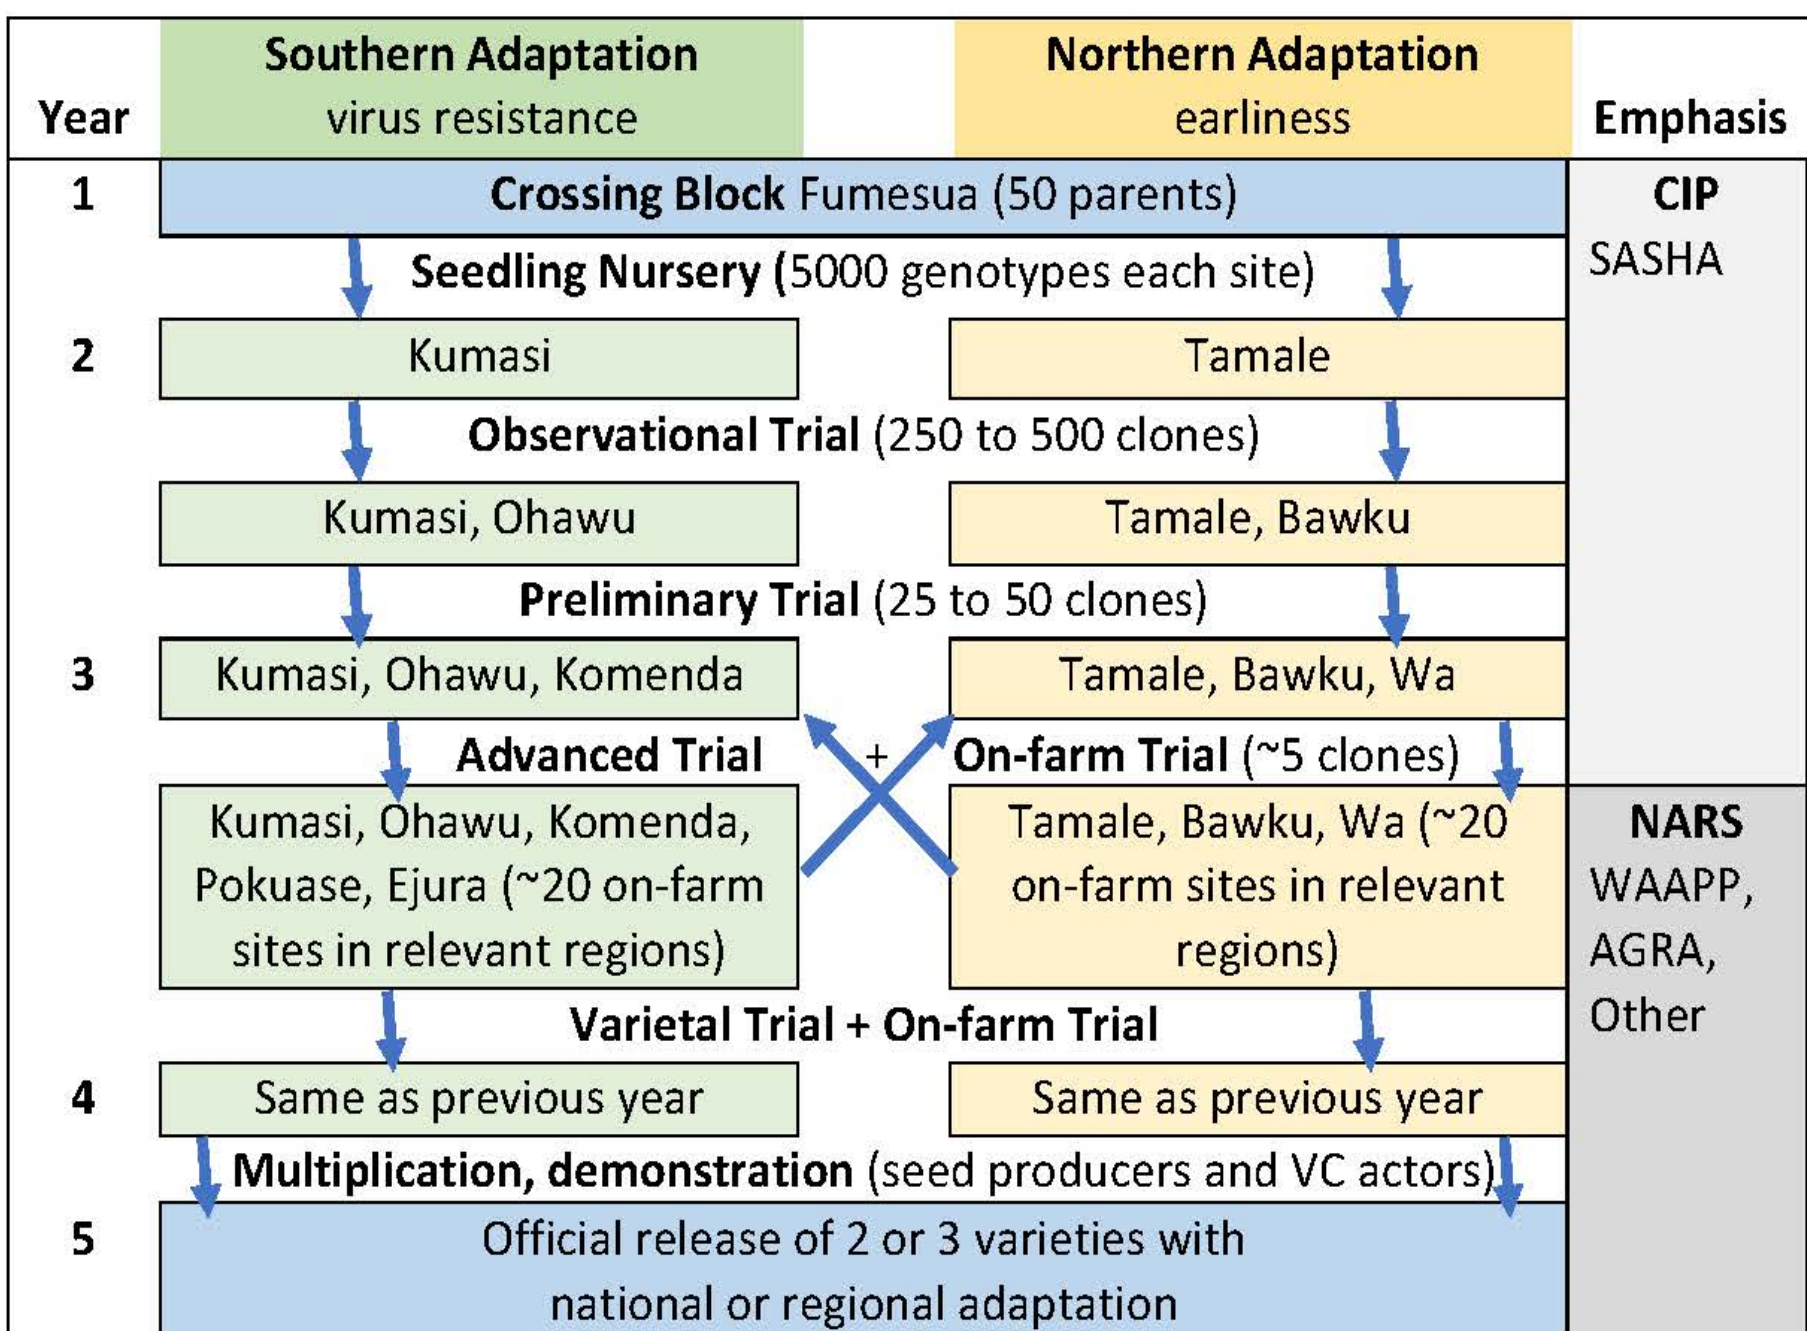 Southern Adaptation
virus resistance
Northern Adaptation
earliness
Year
Emphasis
1
Crossing Block Fumesua (50 parents)
CIP
SASHA
Seedling Nursery (5000 genotypes each site)
2
Kumasi
Tamale
Observational Trial (250 to 500 clones)
Kumasi, Ohawu
Tamale, Bawku
Preliminary Trial (25 to 50 clones)
3
Kumasi, Ohawu, Komenda
Tamale, Bawku, Wa
Advanced Trial + On-farm Trial (~5 clones)
Kumasi, Ohawu, Komenda,
Pokuase, Ejura (~20 on-farm
sites in relevant regions)
Tamale, Bawku, Wa (~20
on-farm sites in relevant
regions)
NARS
WAAPP,
AGRA,
Other
Varietal Trial + On-farm Trial
4
Same as previous year
Same as previous year
Multiplication, demonstration (seed producers and VC actors)
5
Official release of 2 or 3 varieties with
national or regional adaptation